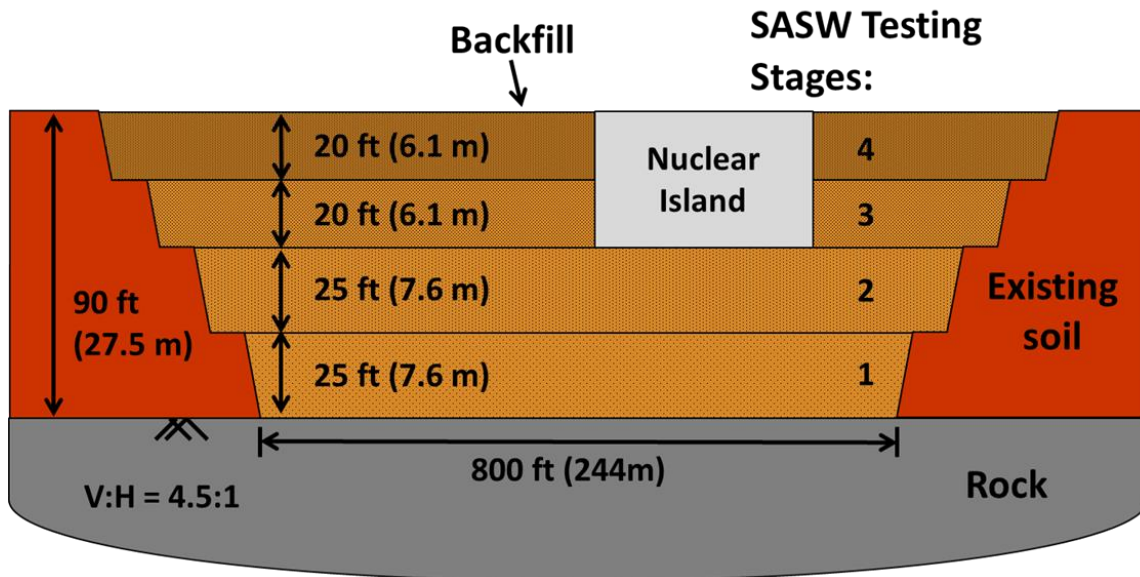 SASW Testing
Stages:
Backfill
20 ft (6.1 m)
Nuclear
Island
4
20 ft (6.1 m)
3
90 ft
(27.5 m)
25 ft (7.6 m)
2
Existing
soil
25 ft (7.6 m)
1
800 ft (244m)
V:H = 4.5:1
Rock